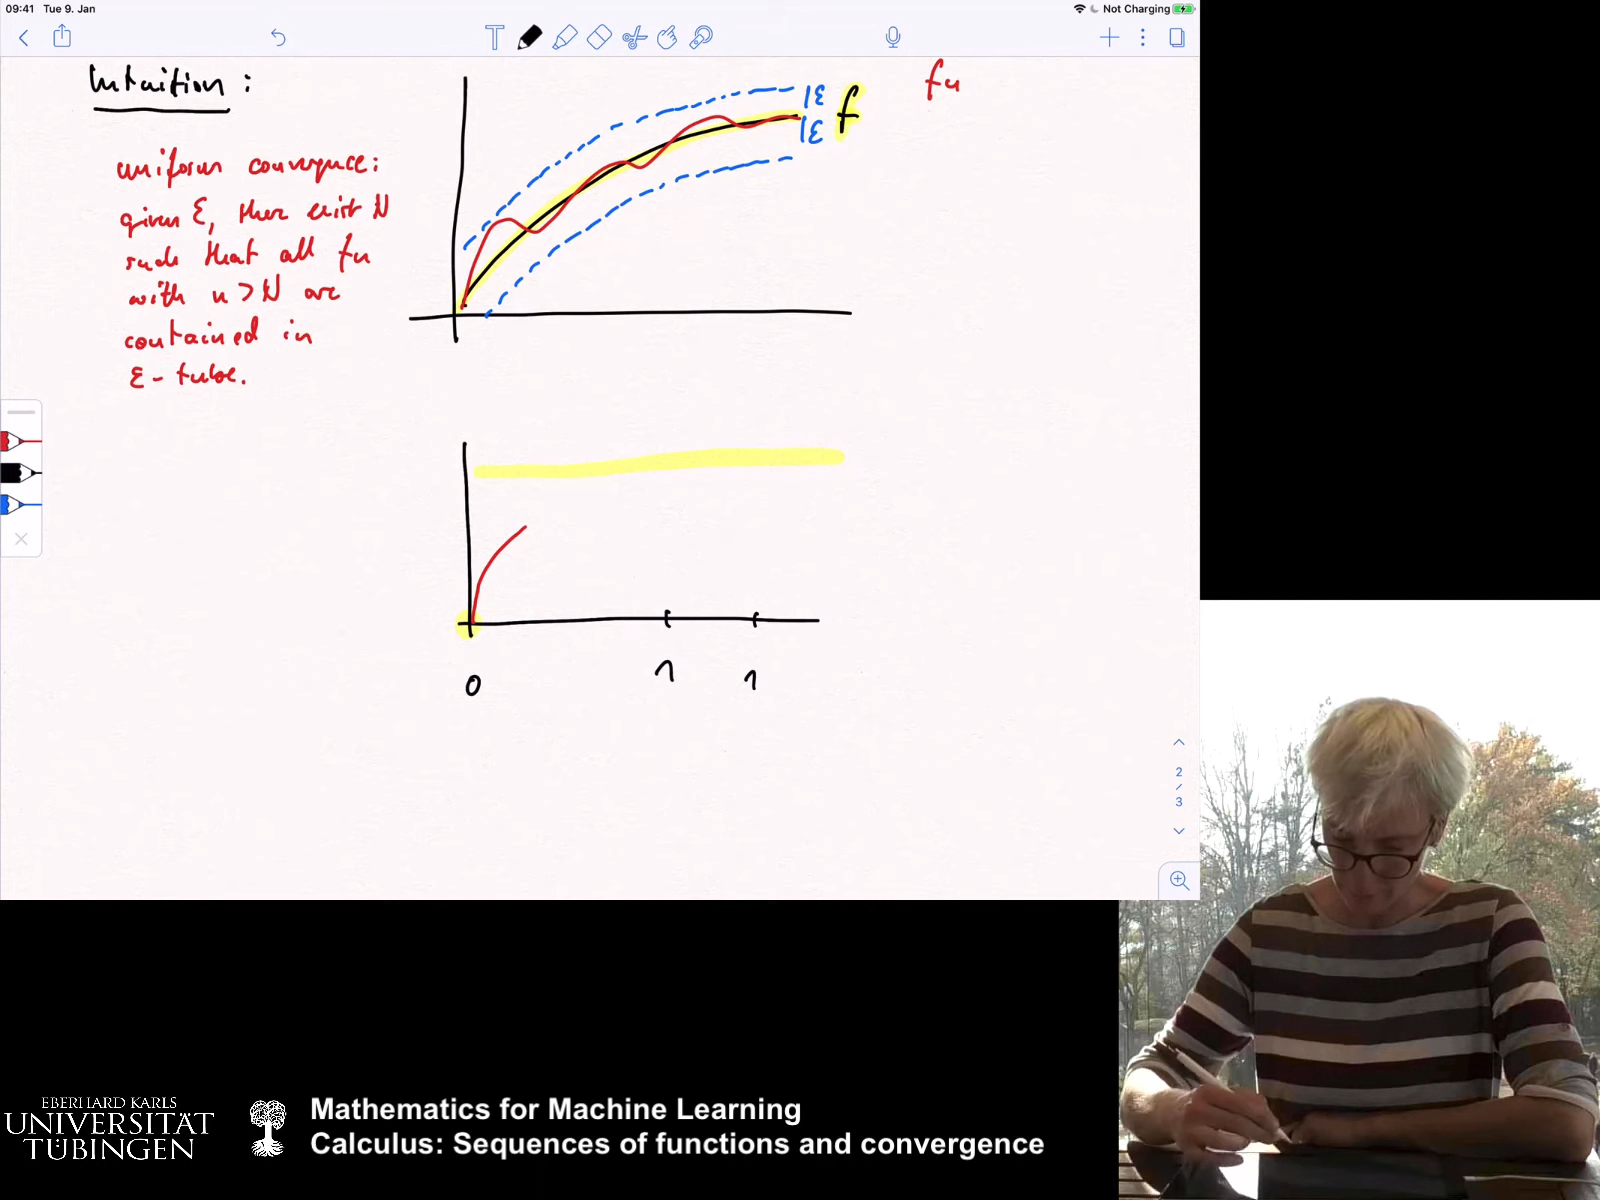 09:41 Tue 9. Jan
Not Charging
T
Intuition:
fn
ε
f
ε
uniform convergence:
given ε, there exist N
such that all fn
with n > N are
contained in
ε-tube.
0
1
1
2
/
3
EBERHARD KARLS
UNIVERSITÄT
TÜBINGEN
Mathematics for Machine Learning
Calculus: Sequences of functions and convergence